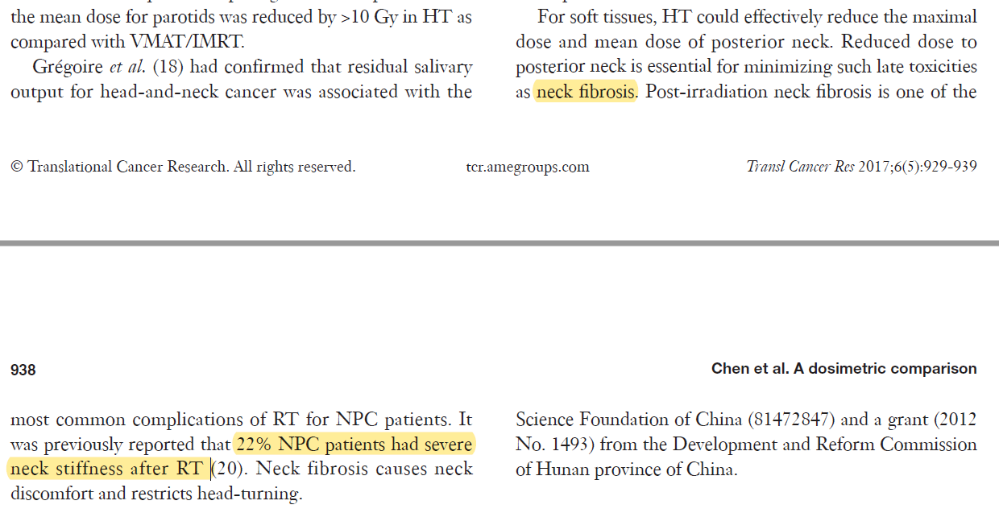 the mean dose for parotids was reduced by >10 Gy in HT as
compared with VMAT/IMRT.
Grégoire et al. (18) had confirmed that residual salivary
output for head-and-neck cancer was associated with the
For soft tissues, HT could effectively reduce the maximal
dose and mean dose of posterior neck. Reduced dose to
posterior neck is essential for minimizing such late toxicities
as neck fibrosis. Post-irradiation neck fibrosis is one of the
© Translational Cancer Research. All rights reserved.
tcr.amegroups.com
Transl Cancer Res 2017;6(5):929-939
938
Chen et al. A dosimetric comparison
most common complications of RT for NPC patients. It
was previously reported that 22% NPC patients had severe
neck stiffness after RT (20). Neck fibrosis causes neck
discomfort and restricts head-turning.
Science Foundation of China (81472847) and a grant (2012
No. 1493) from the Development and Reform Commission
of Hunan province of China.